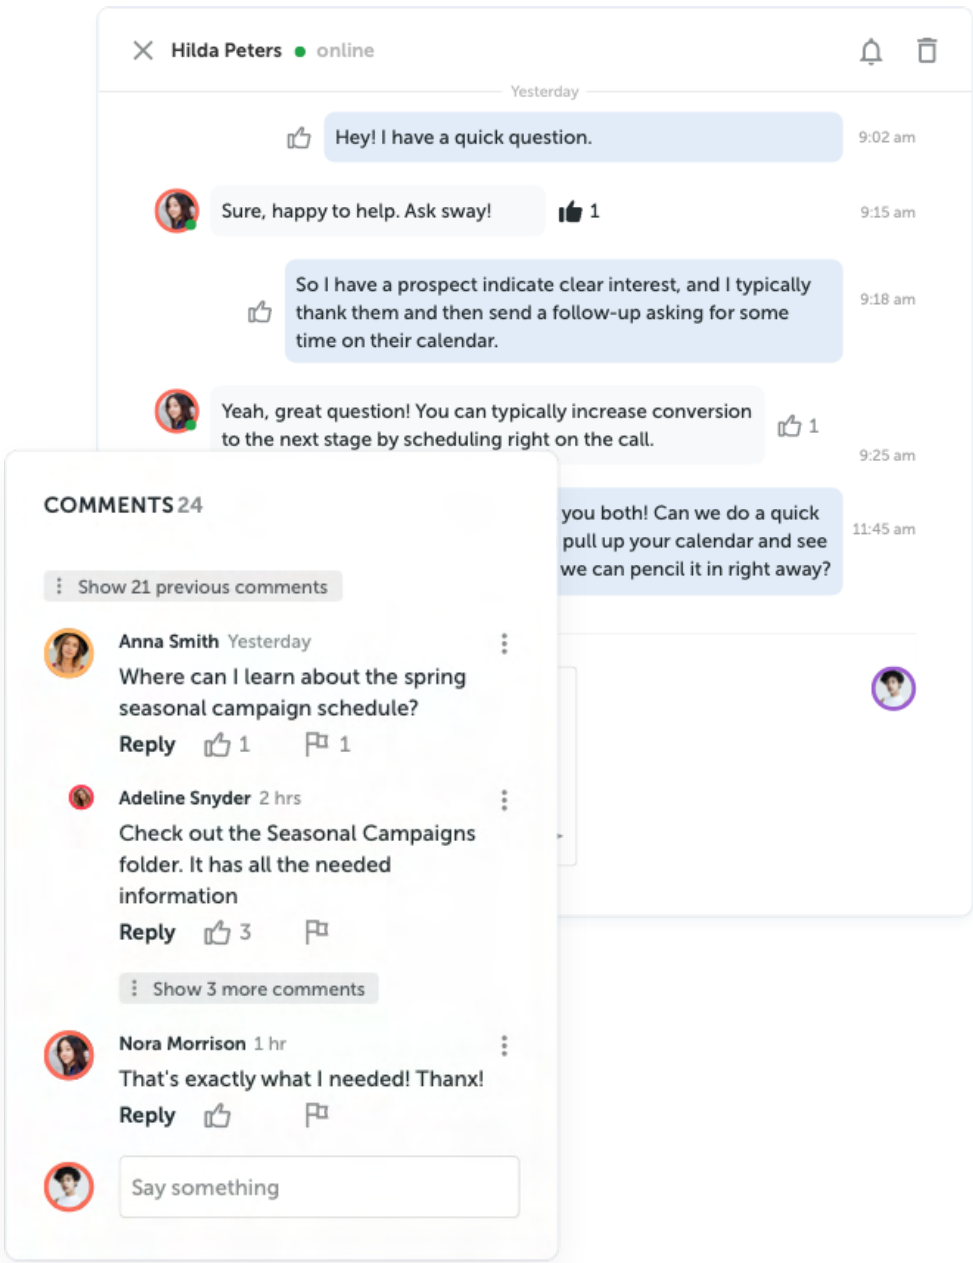 Hilda Peters online
Yesterday
Hey! I have a quick question.
9:02 am
Sure, happy to help. Ask sway!
1
9:15 am
So I have a prospect indicate clear interest, and I typically
thank them and then send a follow-up asking for some
time on their calendar.
9:18 am
Yeah, great question! You can typically increase conversion
to the next stage by scheduling right on the call.
1
9:25 am
you both! Can we do a quick
pull up your calendar and see
we can pencil it in right away?
11:45 am
COMMENTS 24
Show 21 previous comments
Anna Smith Yesterday
Where can I learn about the spring
seasonal campaign schedule?
Reply 1 1
Adeline Snyder 2 hrs
Check out the Seasonal Campaigns
folder. It has all the needed
information
Reply 3
Show 3 more comments
Nora Morrison 1 hr
That's exactly what I needed! Thanx!
Reply
Say something